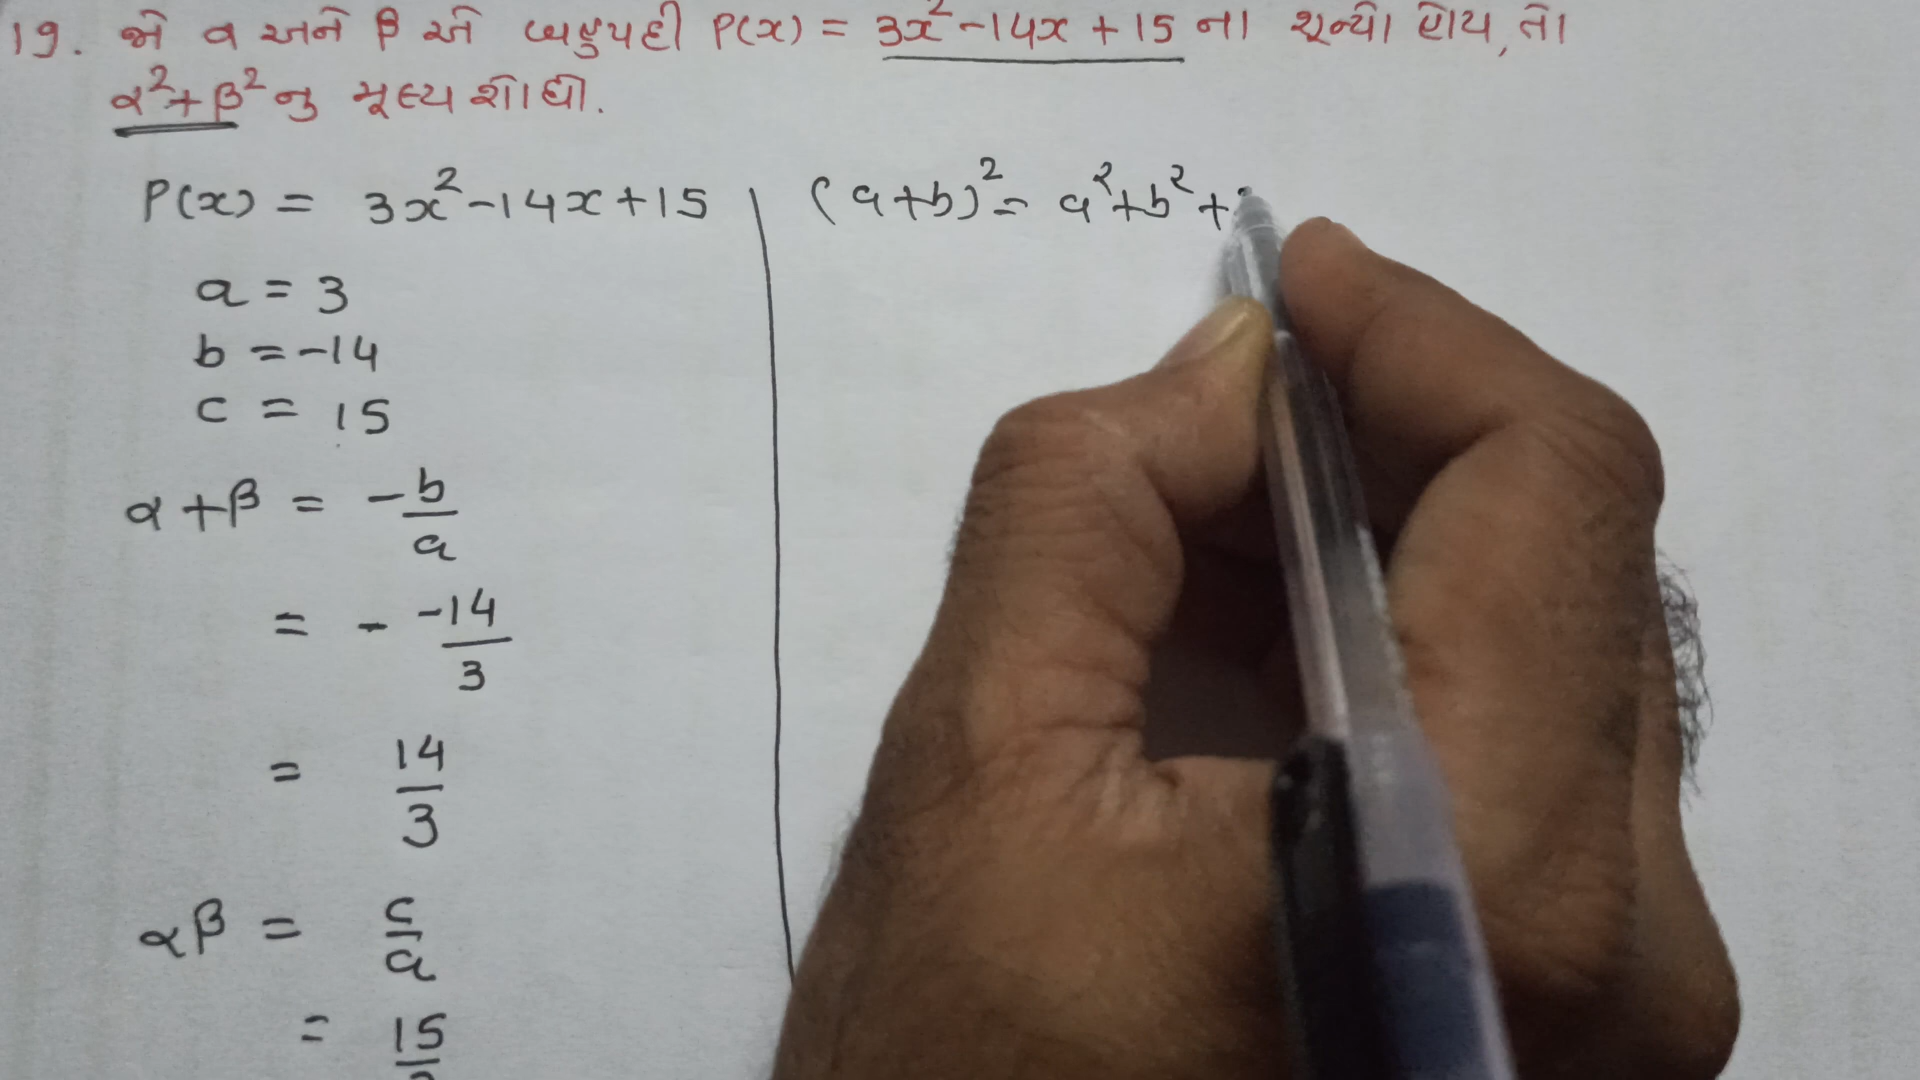 19. જો α અને β એ બહુપદી P(x) = 3x² - 14x + 15 ના શૂન્યો હોય, તો
α² + β² નુ મૂલ્ય શોધો.
P(x) = 3x² - 14x + 15
a = 3
b = -14
c = 15
α + β = - b/a
= - -14/3
= 14/3
αβ = c/a
= 15
(a+b)² = a² + b² +